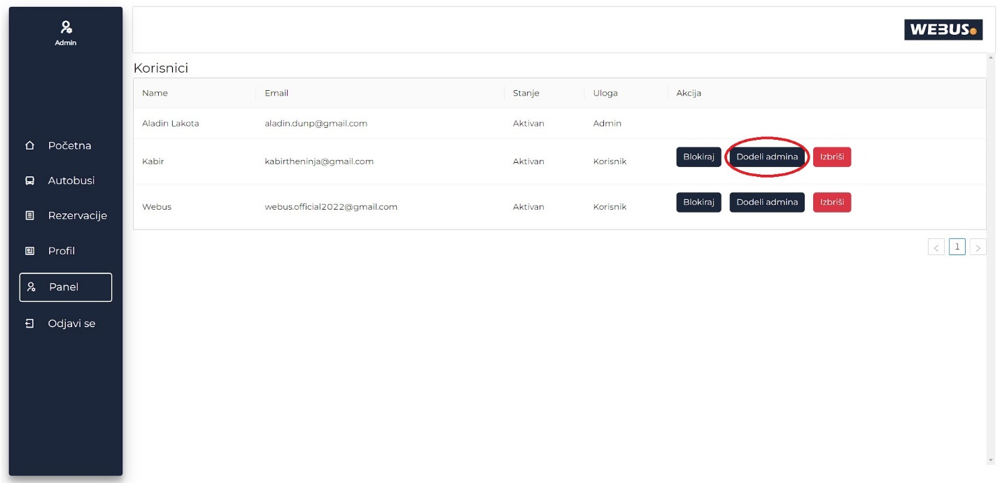 Admin
WEBUS
Korisnici
Name Email Stanje Uloga Akcija
Aladin Lakota aladin.dunp@gmail.com Aktivan Admin
Kabir kabirtheninja@gmail.com Aktivan Korisnik Blokiraj Dodeli admina Izbriši
Webus webus.official2022@gmail.com Aktivan Korisnik Blokiraj Dodeli admina Izbriši
< 1 >
Početna
Autobusi
Rezervacije
Profil
Panel
Odjavi se